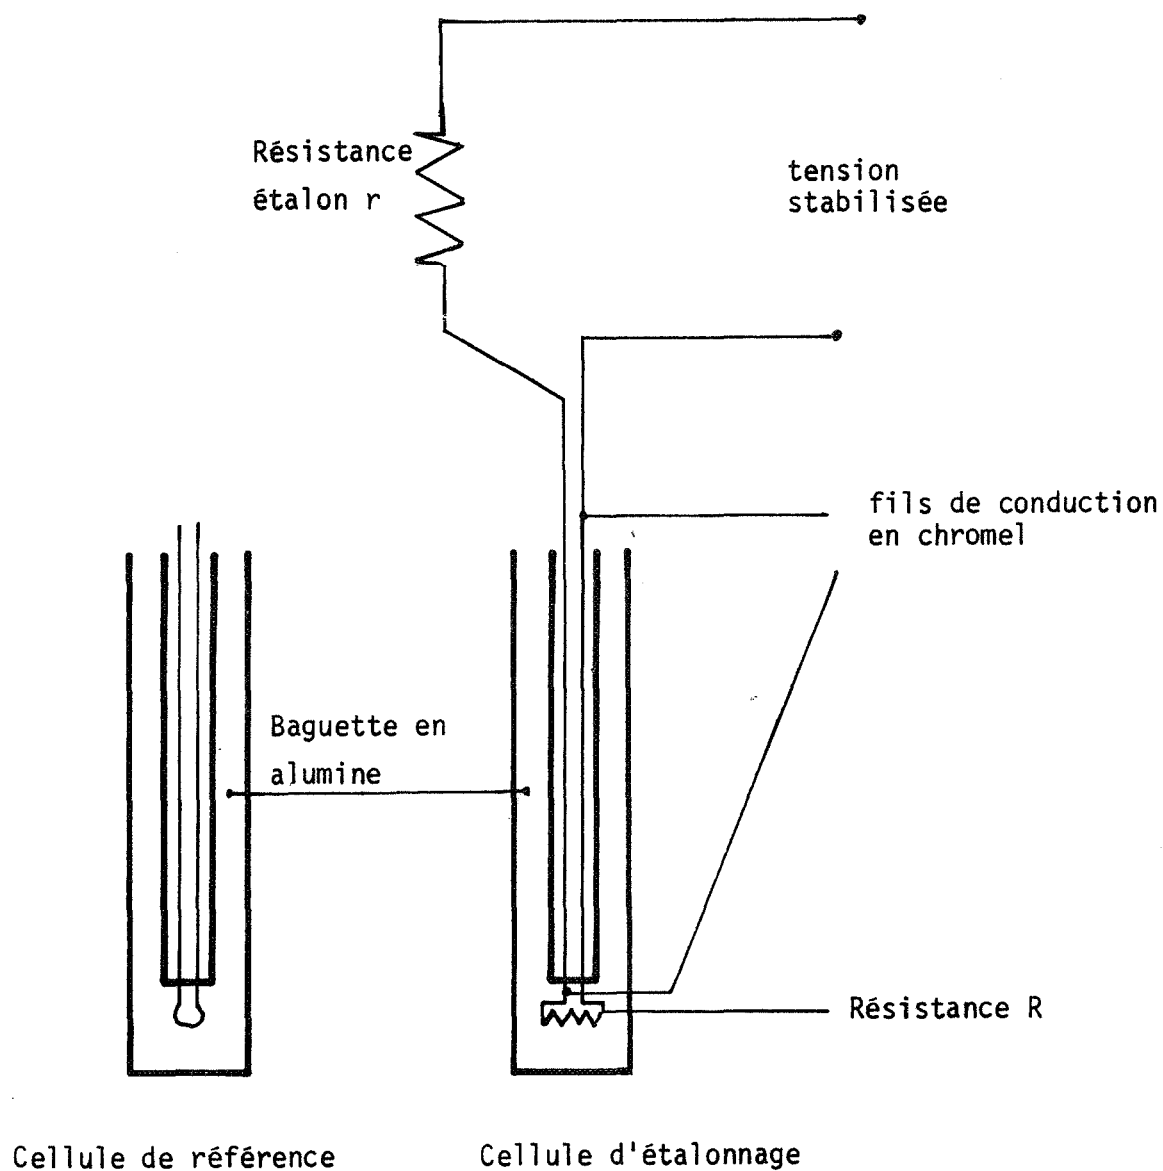 Résistance
étalon r
tension
stabilisée
fils de conduction
en chromel
Baguette en
alumine
Résistance R
Cellule de référence
Cellule d'étalonnage